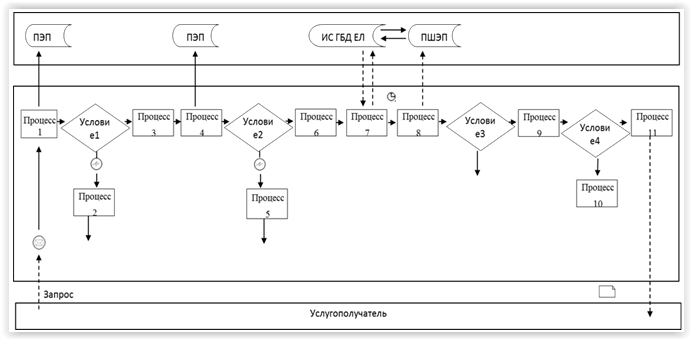 ПЭП
ПЭП
ИС ГБД ЕЛ
ПШЭП
Процесс
1
Услови
е1
Процесс
3
Процесс
4
Услови
е2
Процесс
6
Процесс
7
Процесс
8
Услови
е3
Процесс
9
Услови
е4
Процесс
11
Процесс
2
Процесс
5
Процесс
10
Запрос
Услугополучатель